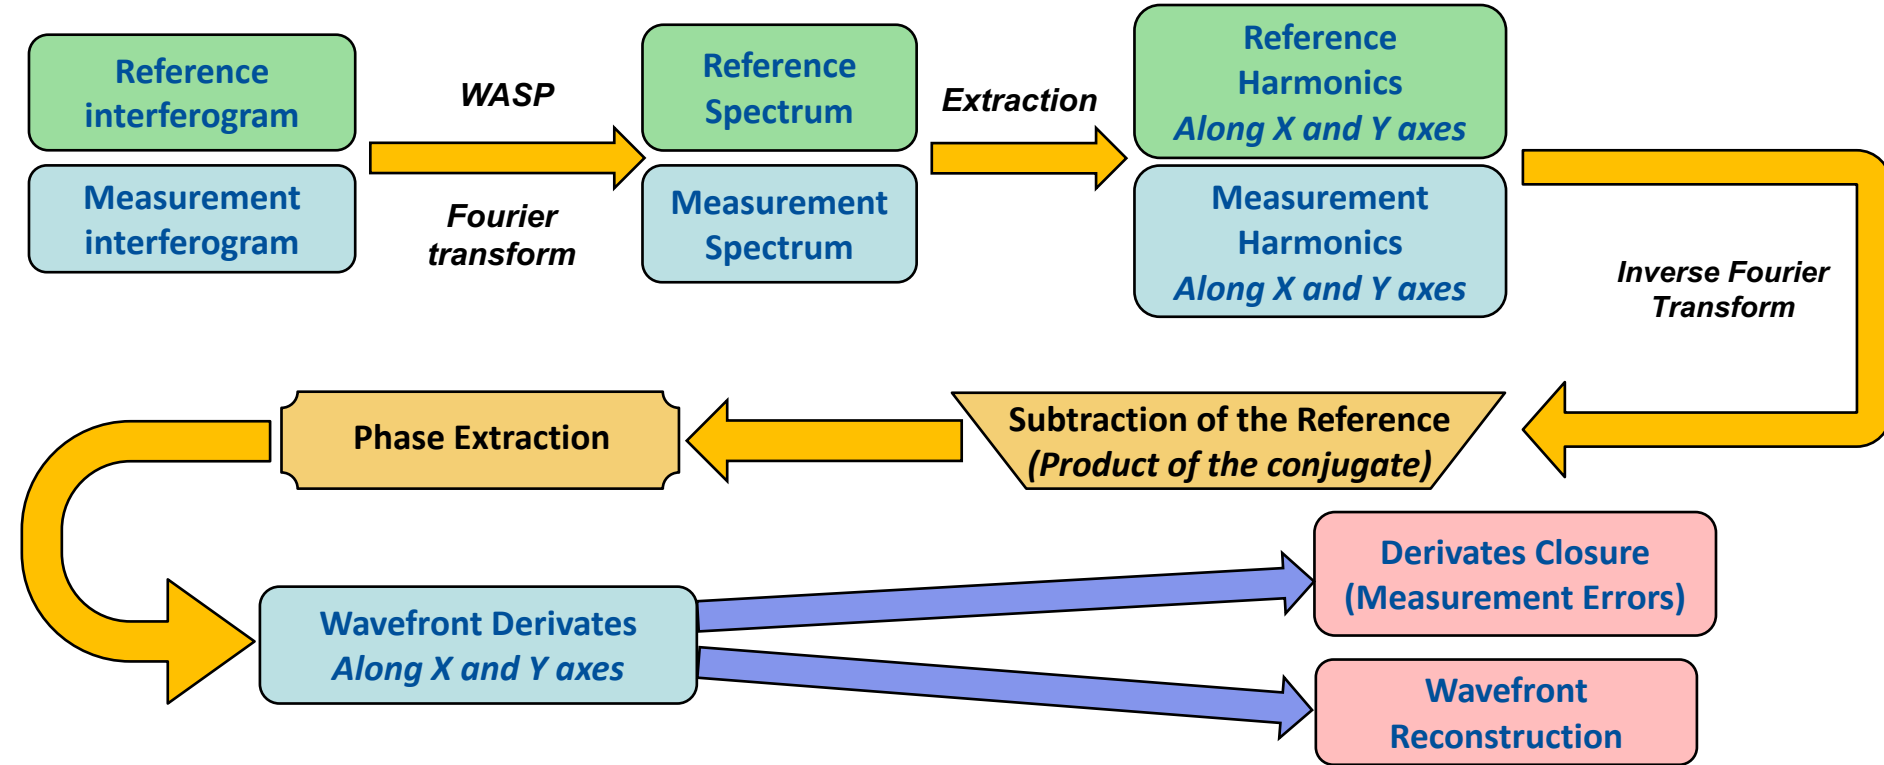 Reference
interferogram
Measurement
interferogram
WASP
Fourier
transform
Reference
Spectrum
Measurement
Spectrum
Extraction
Reference
Harmonics
Along X and Y axes
Measurement
Harmonics
Along X and Y axes
Inverse Fourier
Transform
Subtraction of the Reference
(Product of the conjugate)
Phase Extraction
Wavefront Derivates
Along X and Y axes
Derivates Closure
(Measurement Errors)
Wavefront
Reconstruction